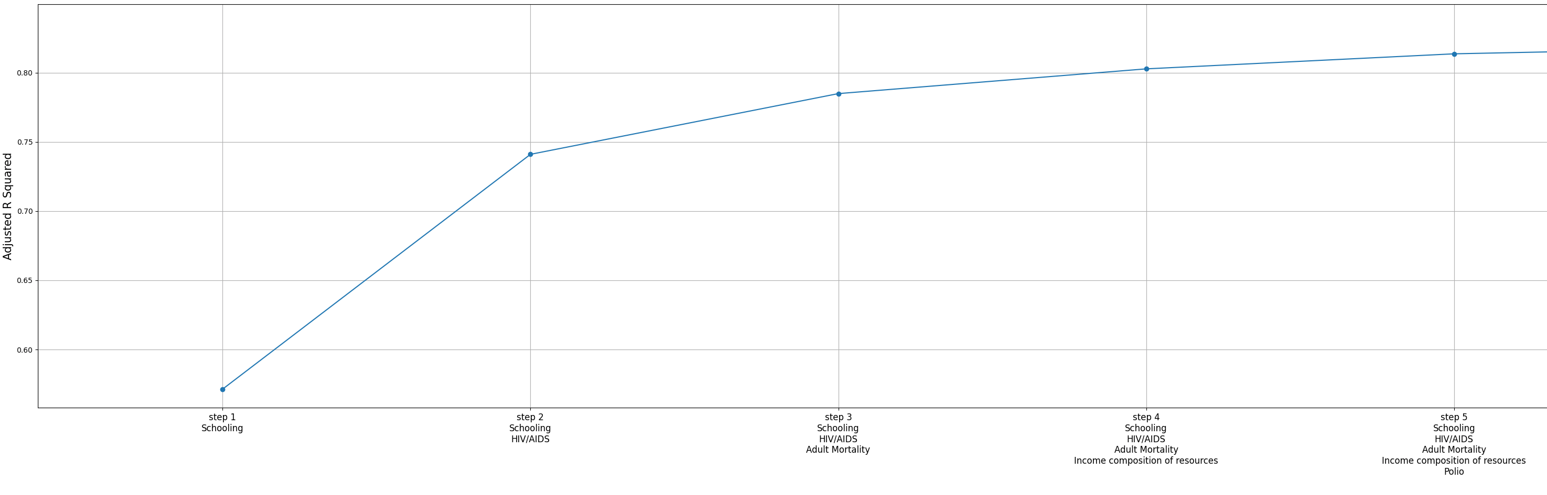 Adjusted R Squared
0.80
0.75
0.70
0.65
0.60
step 1
Schooling
step 2
Schooling
HIV/AIDS
step 3
Schooling
HIV/AIDS
Adult Mortality
step 4
Schooling
HIV/AIDS
Adult Mortality
Income composition of resources
step 5
Schooling
HIV/AIDS
Adult Mortality
Income composition of resources
Polio